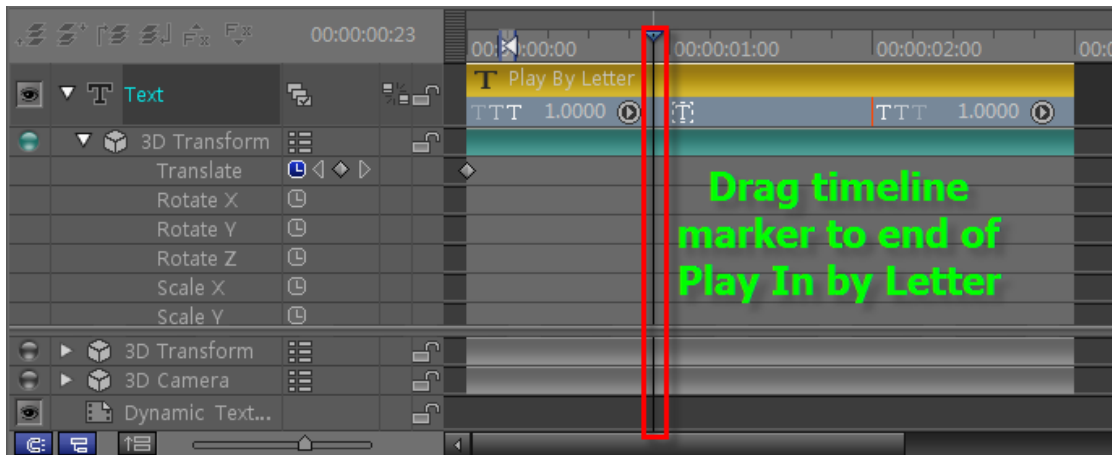 00:00:00:23
00:00:00:00 00:00:01:00 00:00:02:00
T Text
T Play By Letter
TTT 1.0000 T TTT 1.0000
3D Transform
Translate
Rotate X
Rotate Y
Rotate Z
Scale X
Scale Y
Drag timeline
marker to end of
Play In by Letter
3D Transform
3D Camera
Dynamic Text...